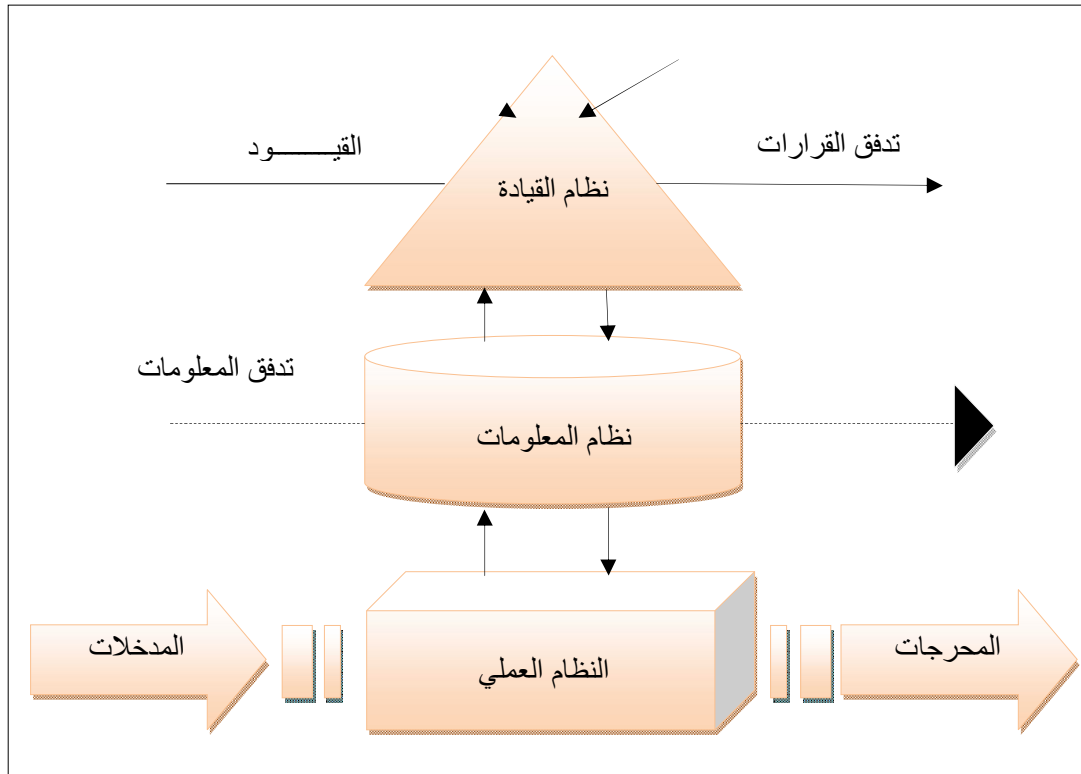 القيـــــــود
تدفق القرارات
نظام القيادة
تدفق المعلومات
نظام المعلومات
المدخلات
النظام العملي
المحرجات